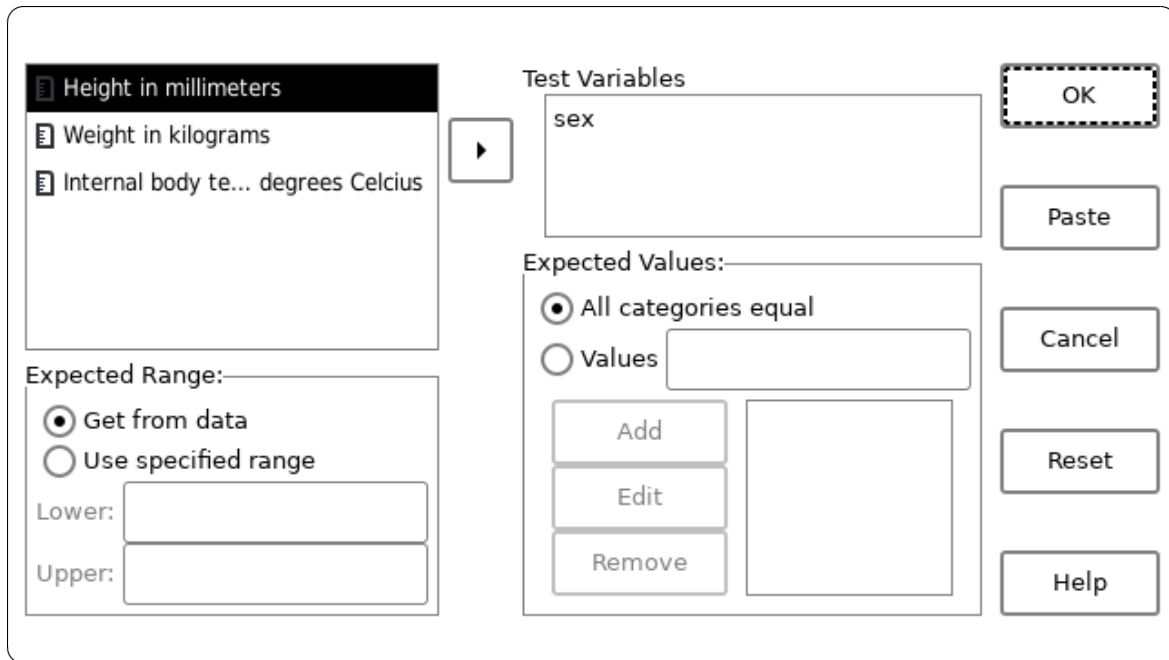 Height in millimeters
Weight in kilograms
Internal body te... degrees Celcius
Test Variables
sex
Expected Values:
All categories equal
Values
Add
Edit
Remove
Expected Range:
Get from data
Use specified range
Lower:
Upper:
OK
Paste
Cancel
Reset
Help